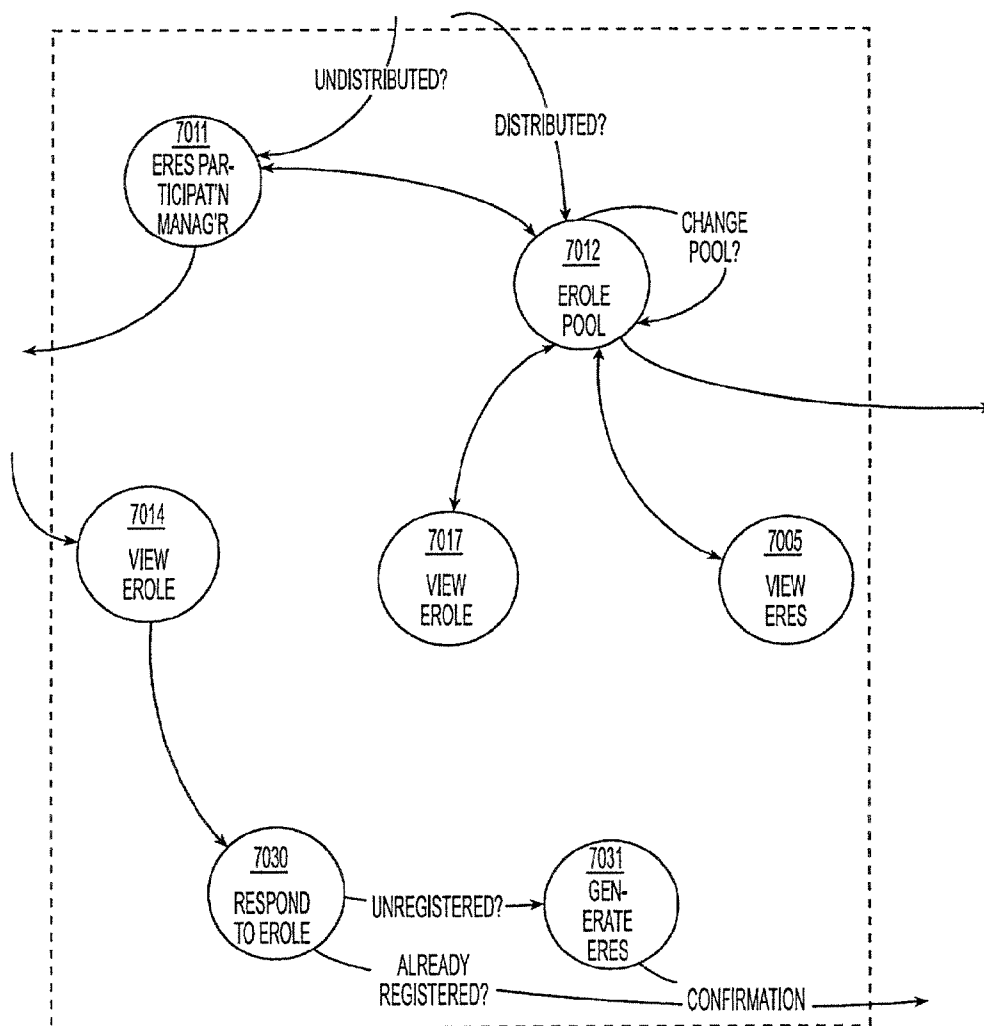 UNDISTRIBUTED?
DISTRIBUTED?
7011
ERES PAR-
TICIPAT'N
MANAG'R
CHANGE
POOL?
7012
EROLE
POOL
7014
VIEW
EROLE
7017
VIEW
EROLE
7005
VIEW
ERES
7030
RESPOND
TO EROLE
UNREGISTERED?
7031
GEN-
ERATE
ERES
ALREADY
REGISTERED?
CONFIRMATION